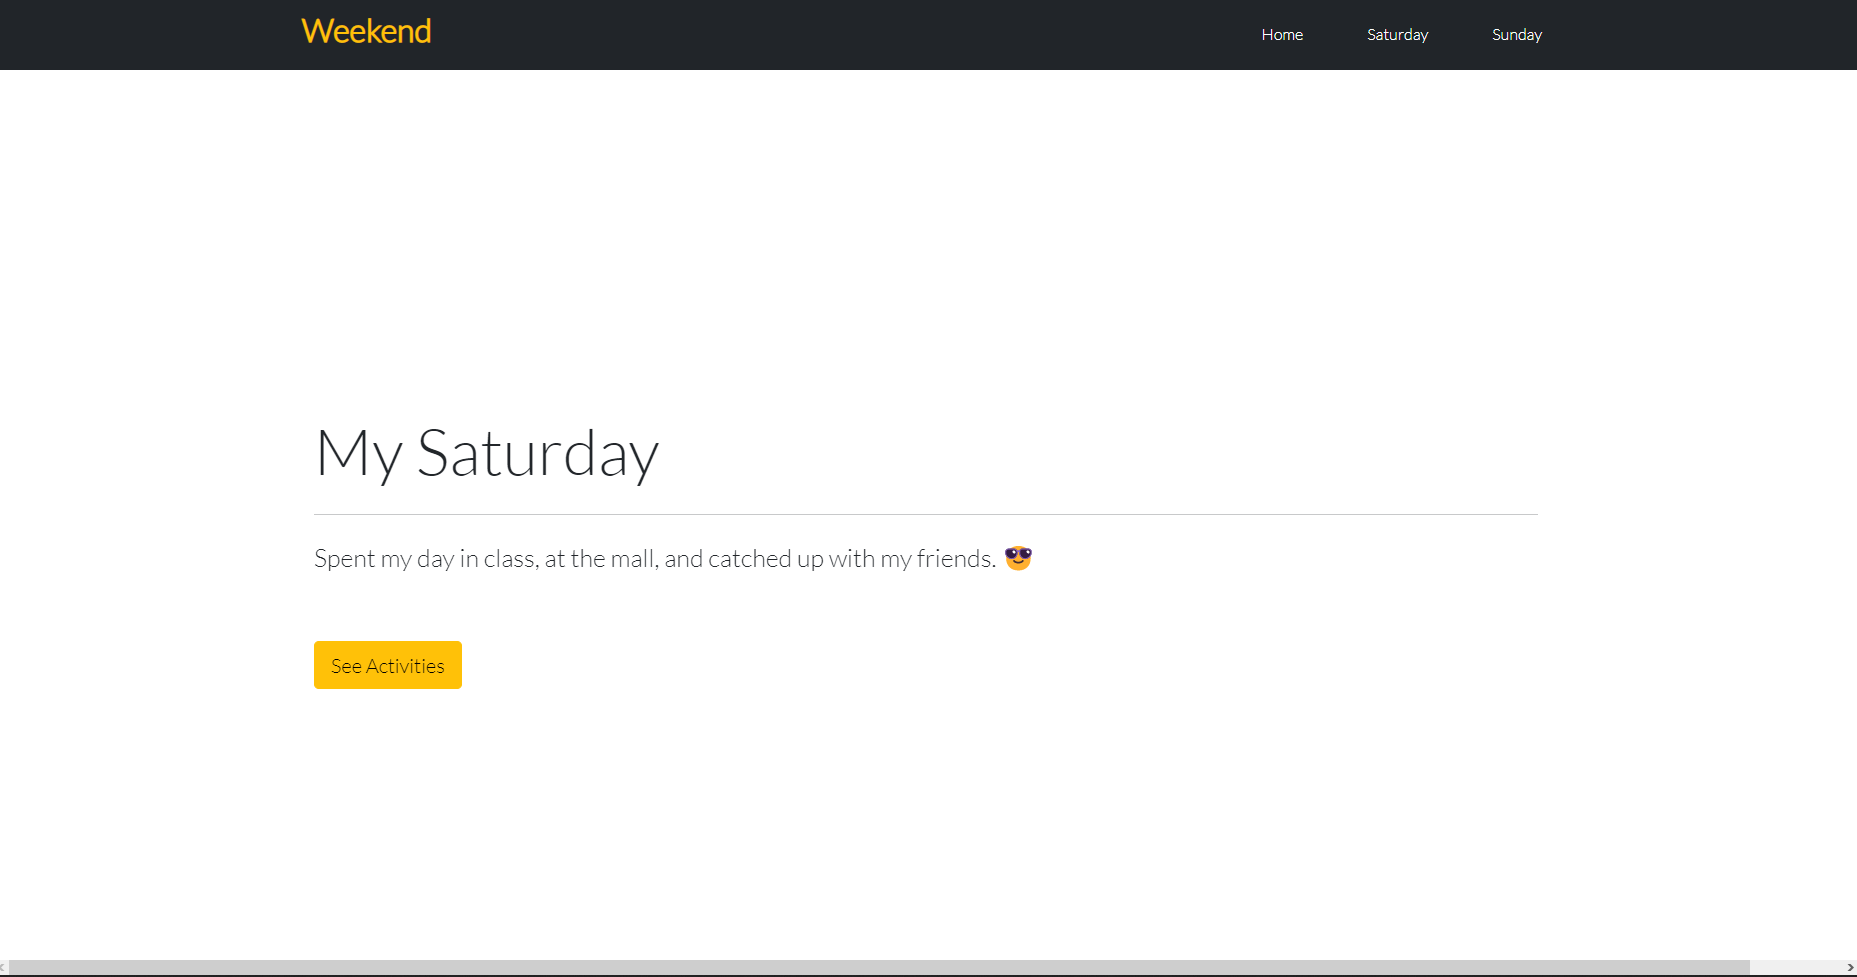 Weekend
Home Saturday Sunday
My Saturday
Spent my day in class, at the mall, and catched up with my friends. 😎
See Activities